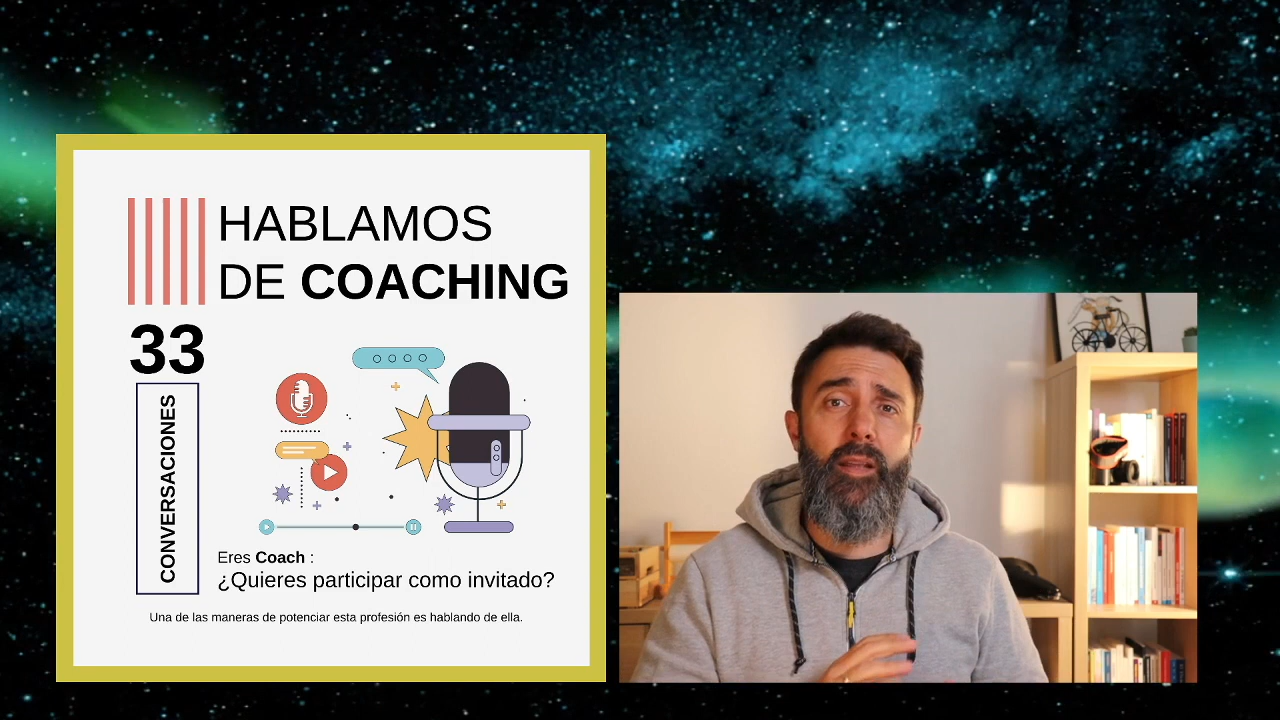 HABLAMOS
DE COACHING
33
CONVERSACIONES
Eres Coach :
¿Quieres participar como invitado?
Una de las maneras de potenciar esta profesión es hablando de ella.